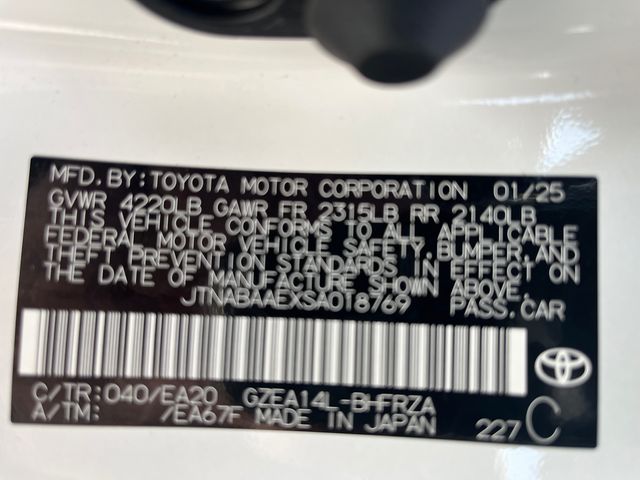 MFD. BY: TOYOTA MOTOR CORPORATION 01/25
GVWR 4220LB GAWR FR 2315LB RR 2140LB
THIS VEHICLE CONFORMS TO ALL APPLICABLE
FEDERAL MOTOR VEHICLE SAFETY, BUMPER, AND
THEFT PREVENTION STANDARDS IN EFFECT ON
THE DATE OF MANUFACTURE SHOWN ABOVE.
JTNABAAEXSA018769 PASS. CAR
C/TR: 040/EA20 GZEA14L-BHFRZA
A/TM: /EA67F MADE IN JAPAN 227 C